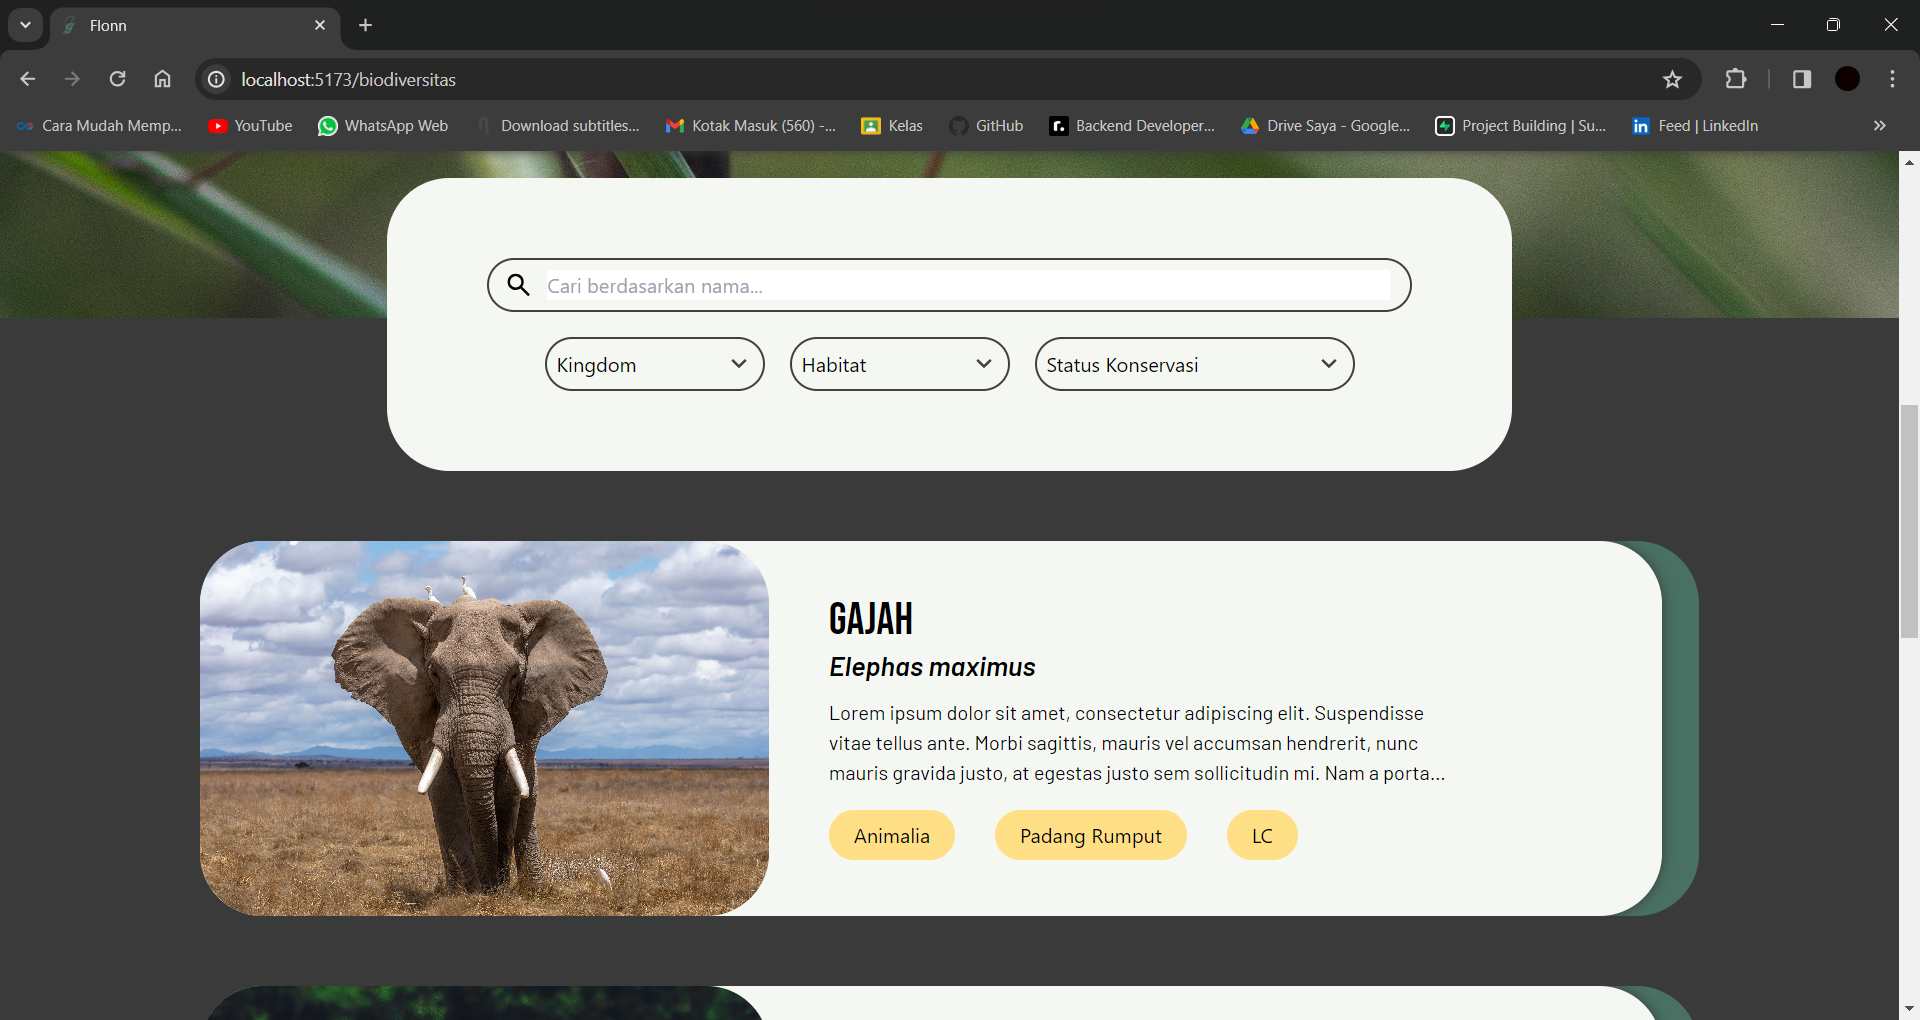 Flonn
localhost:5173/biodiversitas
Cara Mudah Memp... YouTube WhatsApp Web Download subtitles... Kotak Masuk (560) -... Kelas GitHub Backend Developer... Drive Saya - Google... Project Building | Su... Feed | LinkedIn
Cari berdasarkan nama...
Kingdom Habitat Status Konservasi
GAJAH
Elephas maximus
Lorem ipsum dolor sit amet, consectetur adipiscing elit. Suspendisse
vitae tellus ante. Morbi sagittis, mauris vel accumsan hendrerit, nunc
mauris gravida justo, at egestas justo sem sollicitudin mi. Nam a porta...
Animalia Padang Rumput LC